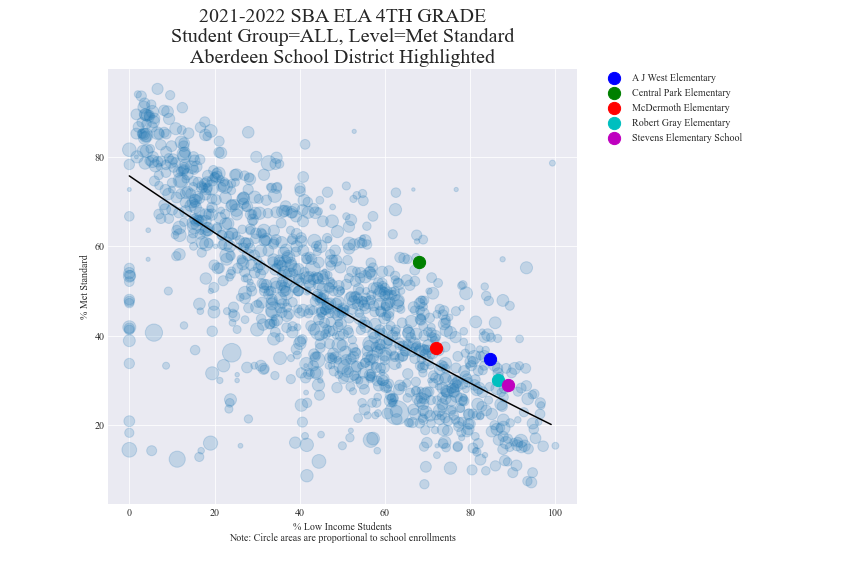 2021-2022 SBA ELA 4TH GRADE
Student Group=ALL, Level=Met Standard
Aberdeen School District Highlighted
A J West Elementary
Central Park Elementary
McDermoth Elementary
Robert Gray Elementary
Stevens Elementary School
% Met Standard
80
60
40
20
0 20 40 60 80 100
% Low Income Students
Note: Circle areas are proportional to school enrollments